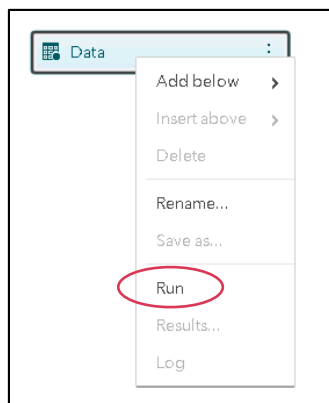 Data
Add below
Insert above
Delete
Rename...
Save as...
Run
Results...
Log